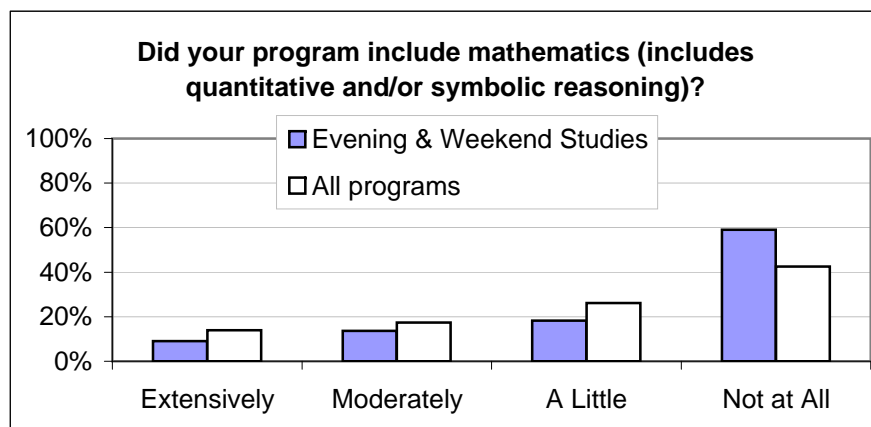 Did your program include mathematics (includes
quantitative and/or symbolic reasoning)?
100%
80%
60%
40%
20%
0%
Evening & Weekend Studies
All programs
Extensively
Moderately
A Little
Not at All